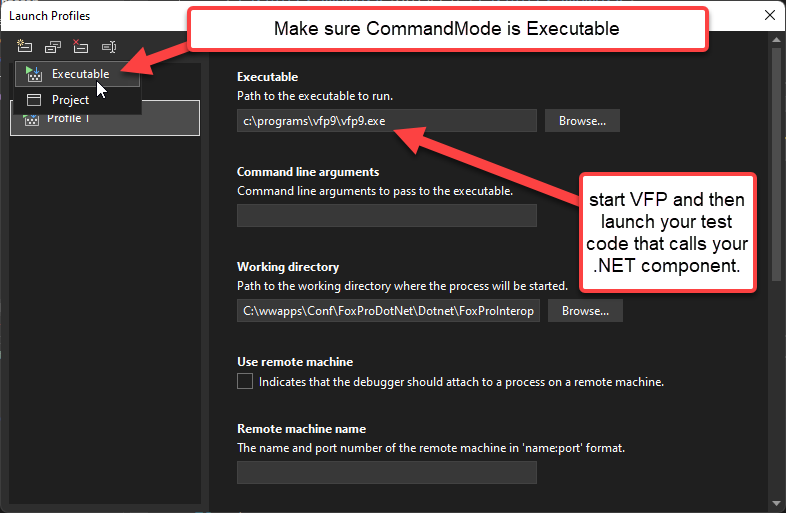 Launch Profiles
Make sure CommandMode is Executable
Executable
Project
Profile 1
Executable
Path to the executable to run.
c:\programs\vfp9\vfp9.exe
Browse...
Command line arguments
Command line arguments to pass to the executable.
start VFP and then
launch your test
code that calls your
.NET component.
Working directory
Path to the working directory where the process will be started.
C:\wwapps\Conf\FoxProDotNet\Dotnet\FoxProInterop
Browse...
Use remote machine
Indicates that the debugger should attach to a process on a remote machine.
Remote machine name
The name and port number of the remote machine in 'name:port' format.